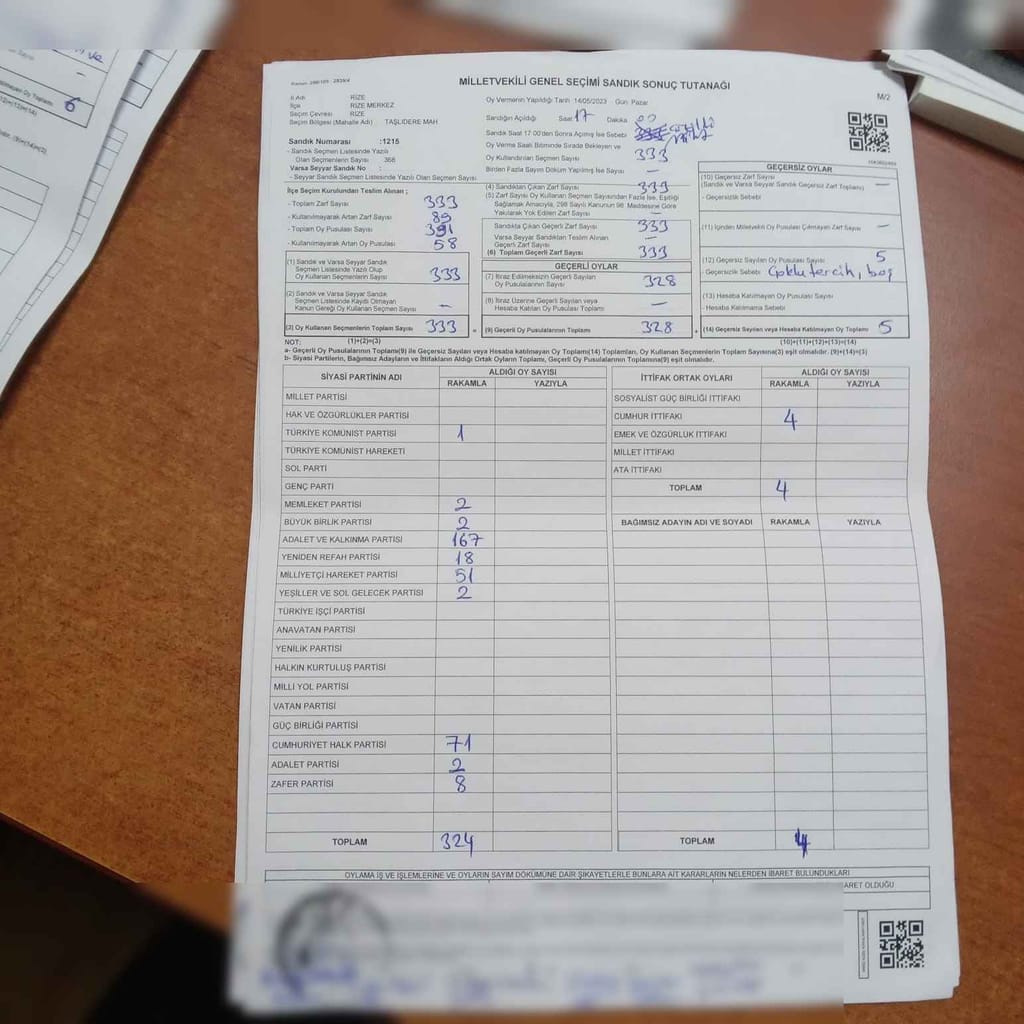 MİLLETVEKİLİ GENEL SEÇİMİ SANDIK SONUÇ TUTANAĞI
M/2
İl Adı RİZE
İlçe RİZE MERKEZ
Seçim Çevresi RİZE
Seçim Bölgesi (Mahalle Adı) TAŞLIDERE MAH
Sandık Numarası :1215
- Sandık Seçmen Listesinde Yazılı
Olan Seçmenlerin Sayısı 368
Varsa Seyyar Sandık No :
- Seyyar Sandık Seçmen Listesinde Yazılı Olan Seçmen Sayısı
Oy Vermenin Yapıldığı Tarih 14/05/2023 Gün Pazar
Sandığın Açıldığı Saat 17 Dakika
Sandık Saat 17 00'den Sonra Açılmış İse Sebebi
Oy Verme Saati Bitiminde Sırada Bekleyen ve
Oy Kullandırılan Seçmen Sayısı 333
Birden Fazla Sayım Döküm Yapılmış İse Sayısı —
İlçe Seçim Kurulundan Teslim Alınan ;
- Toplam Zarf Sayısı 333
- Kullanılmayarak Artan Zarf Sayısı 89
- Toplam Oy Pusulası Sayısı 391
- Kullanılmayarak Artan Oy Pusulası 58
(1) Sandık ve Varsa Seyyar Sandık
Seçmen Listesinde Yazılı Olup
Oy Kullanan Seçmenlerin Sayısı 333
(2) Sandık ve Varsa Seyyar Sandık
Seçmen Listesinde Kayıtlı Olmayan
Kanun Gereği Oy Kullanan Seçmen Sayısı —
(3) Oy Kullanan Seçmenlerin Toplam Sayısı 333 =
(4) Sandıktan Çıkan Zarf Sayısı 333
(5) Zarf Sayısı Oy Kullanan Seçmen Sayısından Fazla İse, Eşitliği
Sağlamak Amacıyla, 298 Sayılı Kanunun 98. Maddesine Göre
Yakılarak Yok Edilen Zarf Sayısı —
Sandıkta Çıkan Geçerli Zarf Sayısı 333
Varsa Seyyar Sandıktan Teslim Alınan
Geçerli Zarf Sayısı —
(6) Toplam Geçerli Zarf Sayısı 333
GEÇERLİ OYLAR
(7) İtiraz Edilmeksizin Geçerli Sayılan
Oy Pusulalarının Sayısı 328
(8) İtiraz Üzerine Geçerli Sayılan veya
Hesaba Katılan Oy Pusulası Sayısı —
(9) Geçerli Oy Pusulalarının Toplamı 328 +
GEÇERSİZ OYLAR
(10) Geçersiz Zarf Sayısı
(Sandık ve Varsa Seyyar Sandık Geçersiz Zarf Toplamı) —
- Geçersizlik Sebebi
(11) İçinden Milletvekili Oy Pusulası Çıkmayan Zarf Sayısı —
(12) Geçersiz Sayılan Oy Pusulası Sayısı 5
- Geçersizlik Sebebi Çoklu tercih, boş
(13) Hesaba Katılmayan Oy Pusulası Sayısı
- Hesaba Katılmama Sebebi
(14) Geçersiz Sayılan veya Hesaba Katılmayan Oy Toplamı 5
NOT: (1)+(2)=(3) (10)+(11)+(12)+(13)=(14)
a- Geçerli Oy Pusulalarının Toplamı(9) ile Geçersiz Sayılan veya Hesaba Katılmayan Oy Toplam(14) Toplamları, Oy Kullanan Seçmenlerin Toplam Sayısına(3) eşit olmalıdır. (9)+(14)=(3)
b- Siyasi Partilerin, Bağımsız Adayların ve İttifakların Aldığı Ortak Oyların Toplamı, Geçerli Oy Pusulalarının Toplamına(9) eşit olmalıdır.
SİYASİ PARTİNİN ADI ALDIĞI OY SAYISI
RAKAMLA YAZIYLA
MİLLET PARTİSİ
HAK VE ÖZGÜRLÜKLER PARTİSİ
TÜRKİYE KOMÜNİST PARTİSİ 1
TÜRKİYE KOMÜNİST HAREKETİ
SOL PARTİ
GENÇ PARTİ
MEMLEKET PARTİSİ 2
BÜYÜK BİRLİK PARTİSİ 2
ADALET VE KALKINMA PARTİSİ 167
YENİDEN REFAH PARTİSİ 18
MİLLİYETÇİ HAREKET PARTİSİ 51
YEŞİLLER VE SOL GELECEK PARTİSİ 2
TÜRKİYE İŞÇİ PARTİSİ
ANAVATAN PARTİSİ
YENİLİK PARTİSİ
HALKIN KURTULUŞ PARTİSİ
MİLLİ YOL PARTİSİ
VATAN PARTİSİ
GÜÇ BİRLİĞİ PARTİSİ
CUMHURİYET HALK PARTİSİ 71
ADALET PARTİSİ 2
ZAFER PARTİSİ 8
TOPLAM 324
İTTİFAK ORTAK OYLARI ALDIĞI OY SAYISI
RAKAMLA YAZIYLA
SOSYALİST GÜÇ BİRLİĞİ İTTİFAKI
CUMHUR İTTİFAKI 4
EMEK VE ÖZGÜRLÜK İTTİFAKI
MİLLET İTTİFAKI
ATA İTTİFAKI
TOPLAM 4
BAĞIMSIZ ADAYIN ADI VE SOYADI RAKAMLA YAZIYLA
TOPLAM 4
OYLAMA İŞ VE İŞLEMLERİNE VE OYLARIN SAYIM DÖKÜMÜNE DAİR ŞİKAYETLERLE BUNLARA AİT KARARLARIN NELERDEN İBARET BULUNDUKLARI
ARET OLDUĞU